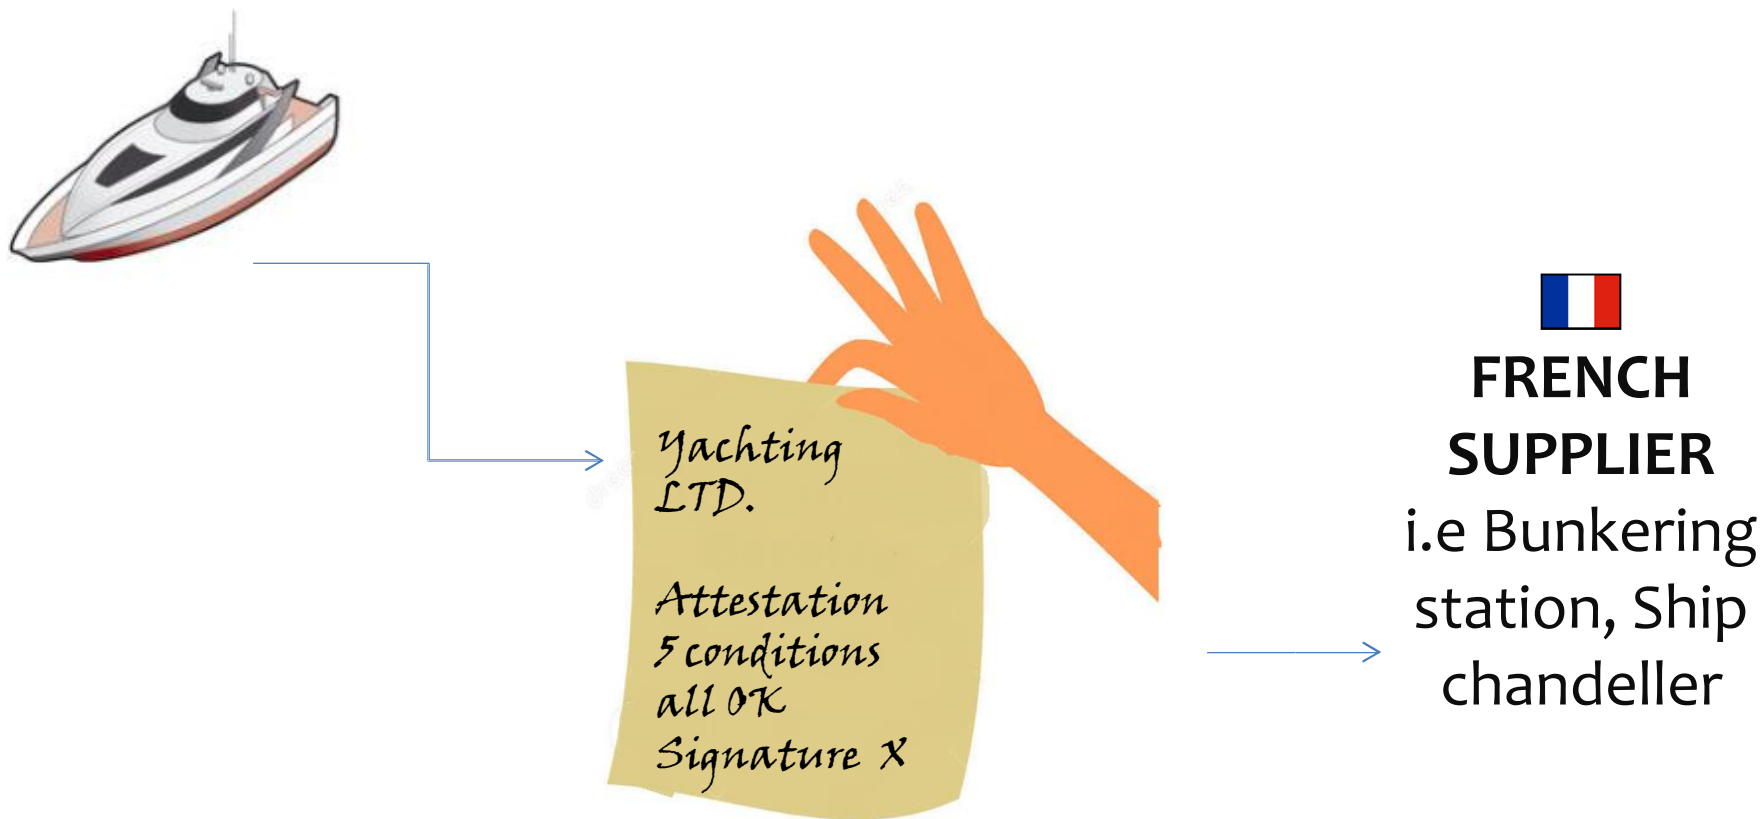 Yachting
LTD.
Attestation
5 conditions
all OK
Signature X
FRENCH
SUPPLIER
i.e Bunkering
station, Ship
chandeller